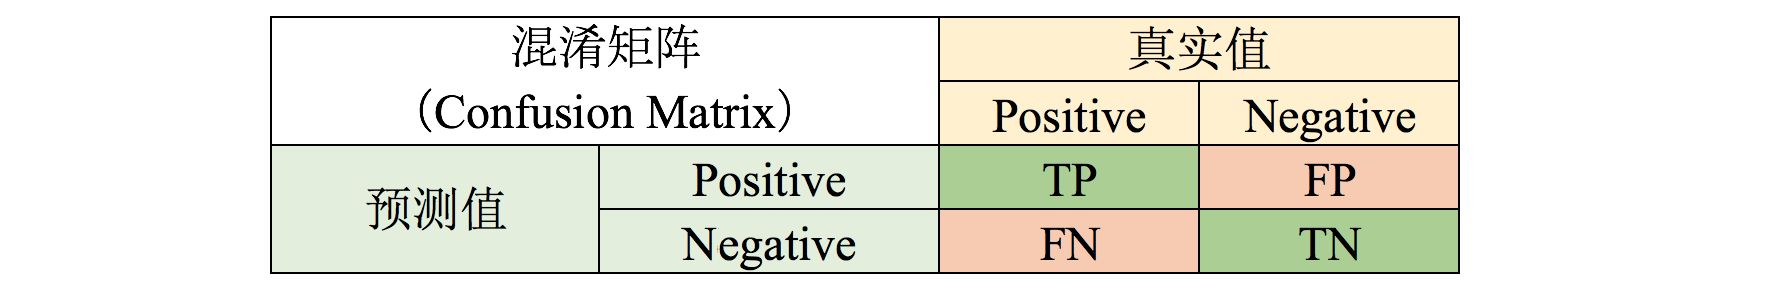 混淆矩阵
（Confusion Matrix）
真实值
Positive Negative
预测值
Positive TP FP
Negative FN TN